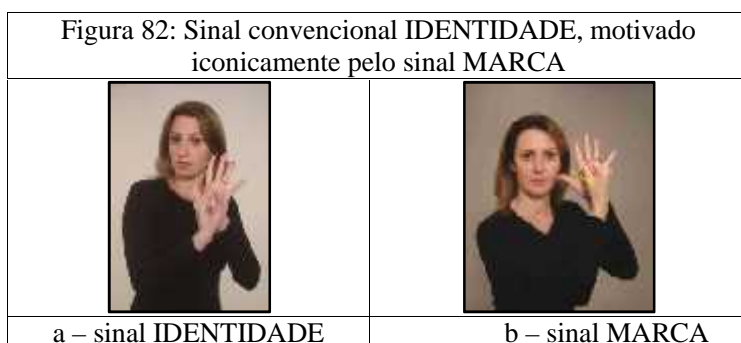 Figura 82: Sinal convencional IDENTIDADE, motivado
iconicamente pelo sinal MARCA
a – sinal IDENTIDADE
b – sinal MARCA